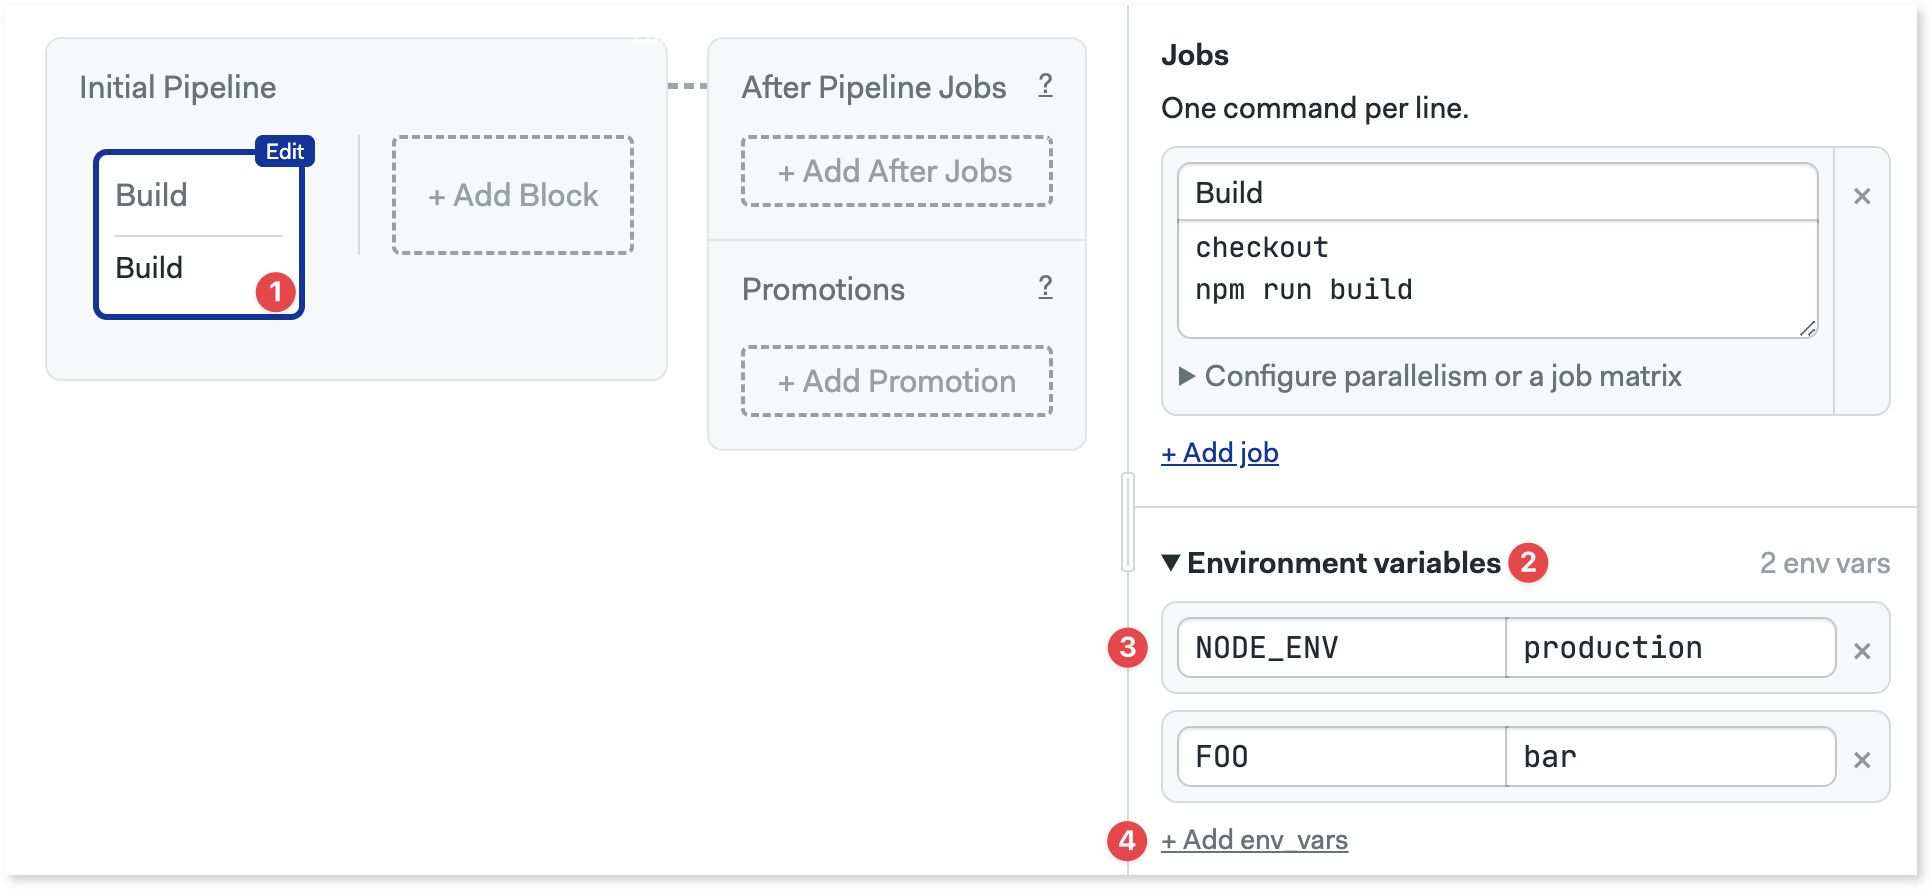 Initial Pipeline
Edit
Build
Build
1
+ Add Block
After Pipeline Jobs ?
+ Add After Jobs
Promotions ?
+ Add Promotion
Jobs
One command per line.
Build
checkout
npm run build
Configure parallelism or a job matrix
+ Add job
Environment variables 2 2 env vars
3 NODE_ENV production
FOO bar
4 + Add env_vars